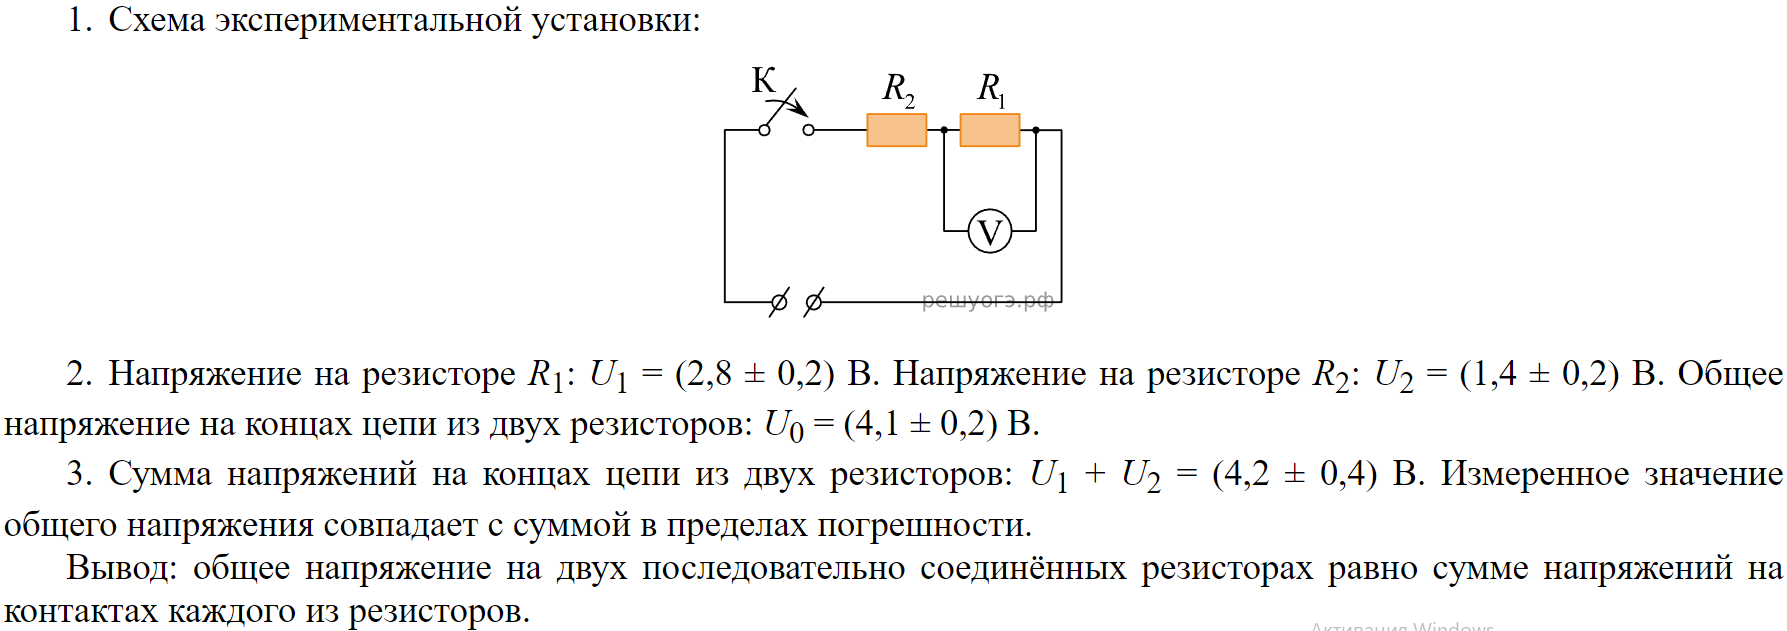 1. Схема экспериментальной установки:
К
R₂ R₁
V
решуогэ.рф
2. Напряжение на резисторе R₁: U₁ = (2,8 ± 0,2) В. Напряжение на резисторе R₂: U₂ = (1,4 ± 0,2) В. Общее
напряжение на концах цепи из двух резисторов: U₀ = (4,1 ± 0,2) В.
3. Сумма напряжений на концах цепи из двух резисторов: U₁ + U₂ = (4,2 ± 0,4) В. Измеренное значение
общего напряжения совпадает с суммой в пределах погрешности.
Вывод: общее напряжение на двух последовательно соединённых резисторах равно сумме напряжений на
контактах каждого из резисторов.
Активация Windows